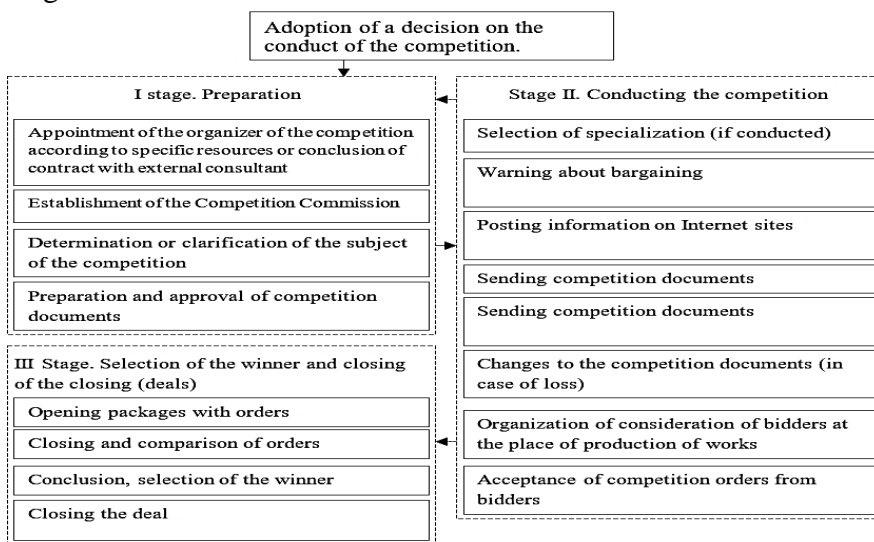 Adoption of a decision on the
conduct of the competition.
I stage. Preparation
Appointment of the organizer of the competition
according to specific resources or conclusion of
contract with external consultant
Establishment of the Competition Commission
Determination or clarification of the subject
of the competition
Preparation and approval of competition
documents
Stage II. Conducting the competition
Selection of specialization (if conducted)
Warning about bargaining
Posting information on Internet sites
Sending competition documents
Sending competition documents
Changes to the competition documents (in
case of loss)
Organization of consideration of bidders at
the place of production of works
Acceptance of competition orders from
bidders
III Stage. Selection of the winner and closing
of the closing (deals)
Opening packages with orders
Closing and comparison of orders
Conclusion, selection of the winner
Closing the deal